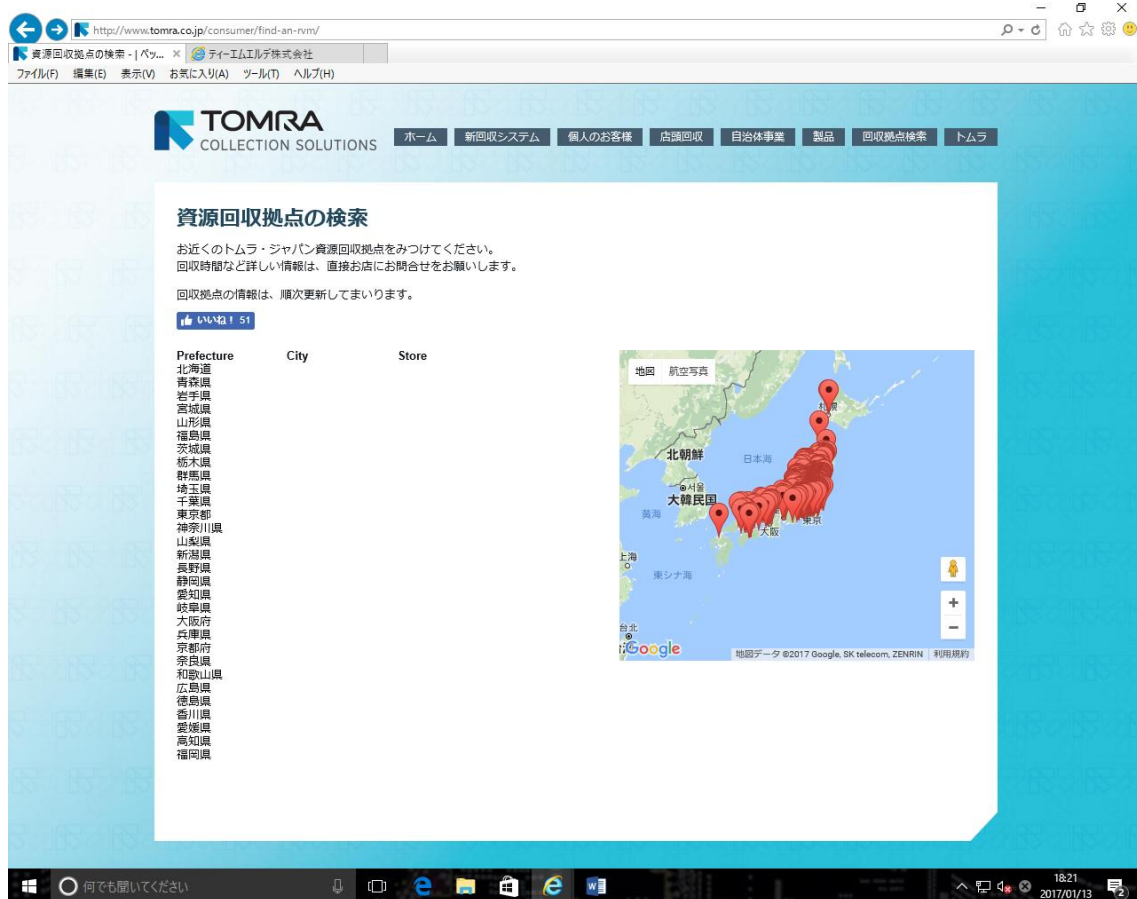 http://www.tomra.co.jp/consumer/find-an-rvm/
資源回収拠点の検索 - | ペッ...
ティーエムエルデ株式会社
ファイル(F) 編集(E) 表示(V) お気に入り(A) ツール(T) ヘルプ(H)
TOMRA
COLLECTION SOLUTIONS
ホーム 新回収システム 個人のお客様 店頭回収 自治体事業 製品 回収拠点検索 トムラ
資源回収拠点の検索
お近くのトムラ・ジャパン資源回収拠点をみつけてください。
回収時間など詳しい情報は、直接お店にお問合せをお願いします。
回収拠点の情報は、順次更新してまいります。
いいね! 51
Prefecture City Store
北海道
青森県
岩手県
宮城県
山形県
福島県
茨城県
栃木県
群馬県
埼玉県
千葉県
東京都
神奈川県
山梨県
新潟県
長野県
静岡県
愛知県
岐阜県
大阪府
兵庫県
京都府
奈良県
和歌山県
広島県
徳島県
香川県
愛媛県
高知県
福岡県
地図 航空写真
北朝鮮
日本海
서울
大韓民国
黄海
東京
大阪
上海
東シナ海
台北
Google
地図データ ©2017 Google, SK telecom, ZENRIN 利用規約
何でも聞いてください
18:21
2017/01/13